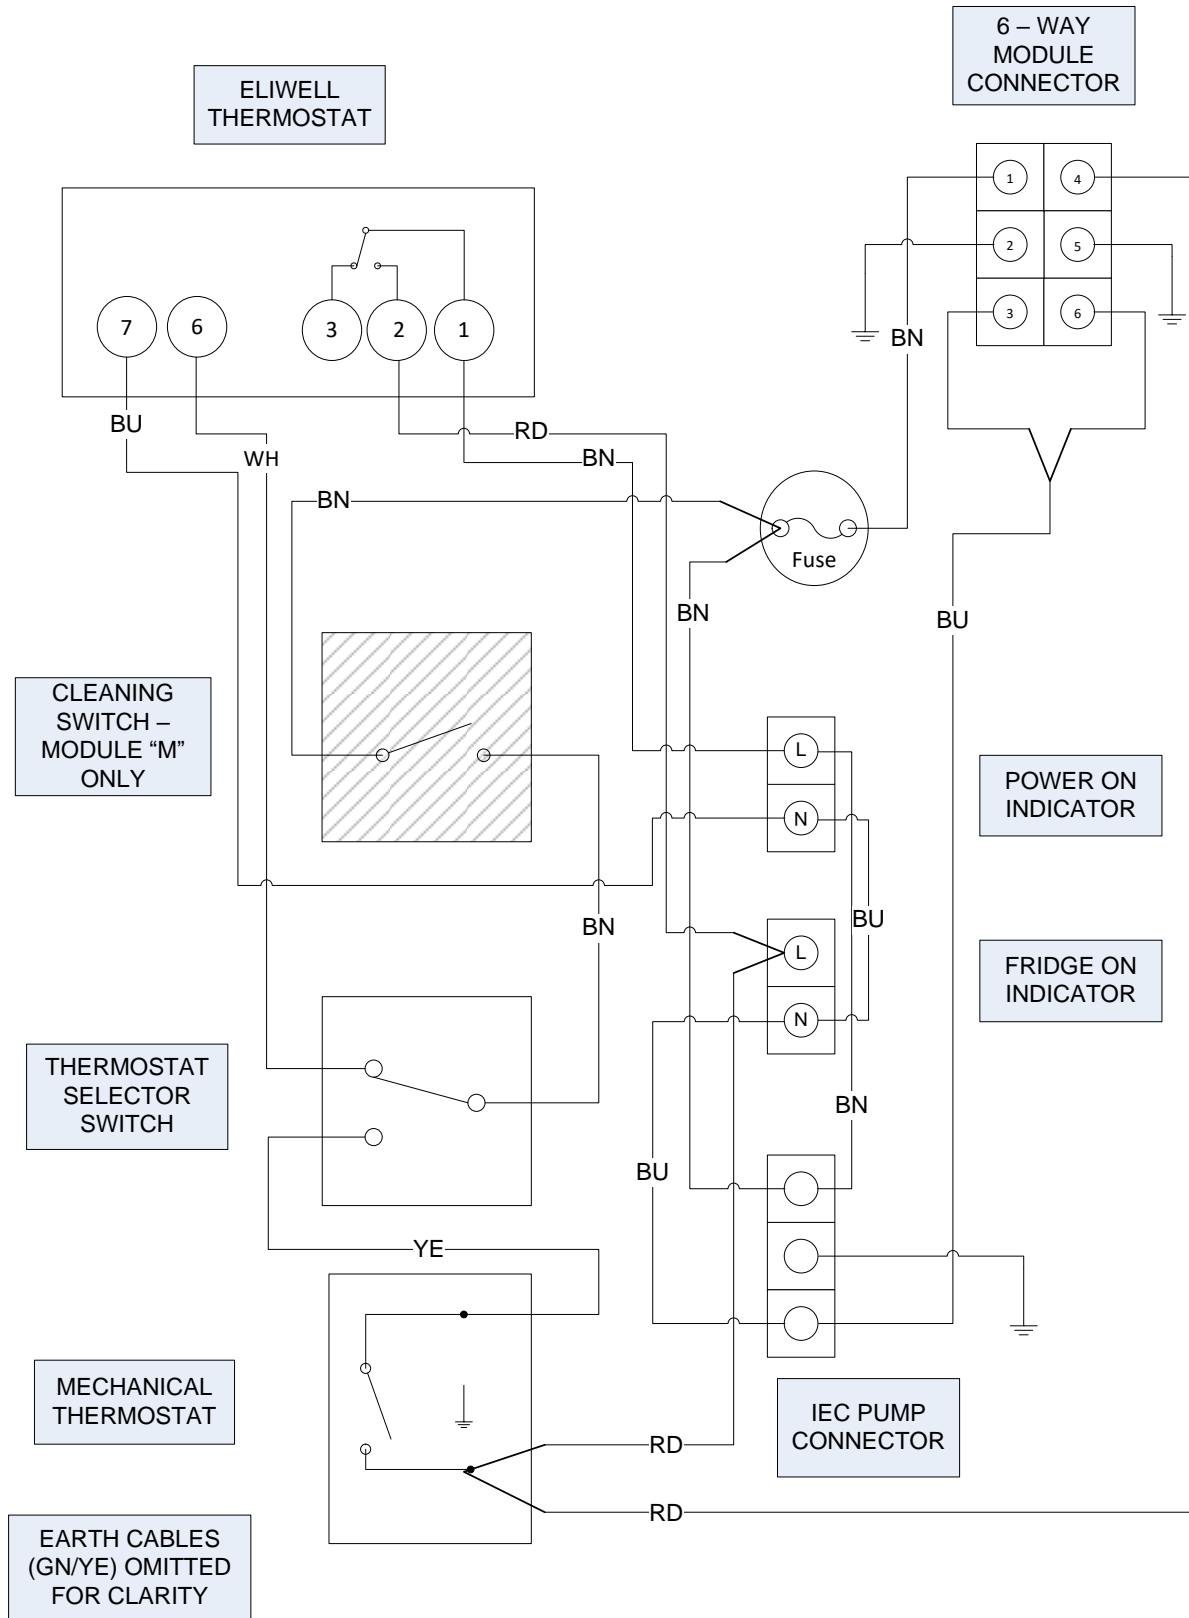 6 – WAY
MODULE
CONNECTOR
ELIWELL
THERMOSTAT
1
4
2
5
3
6
7
6
3
2
1
BN
BU
WH
RD
BN
BN
Fuse
BN
BU
CLEANING
SWITCH –
MODULE “M”
ONLY
L
N
POWER ON
INDICATOR
BN
BU
L
N
FRIDGE ON
INDICATOR
THERMOSTAT
SELECTOR
SWITCH
BN
BU
YE
MECHANICAL
THERMOSTAT
IEC PUMP
CONNECTOR
RD
RD
EARTH CABLES
(GN/YE) OMITTED
FOR CLARITY